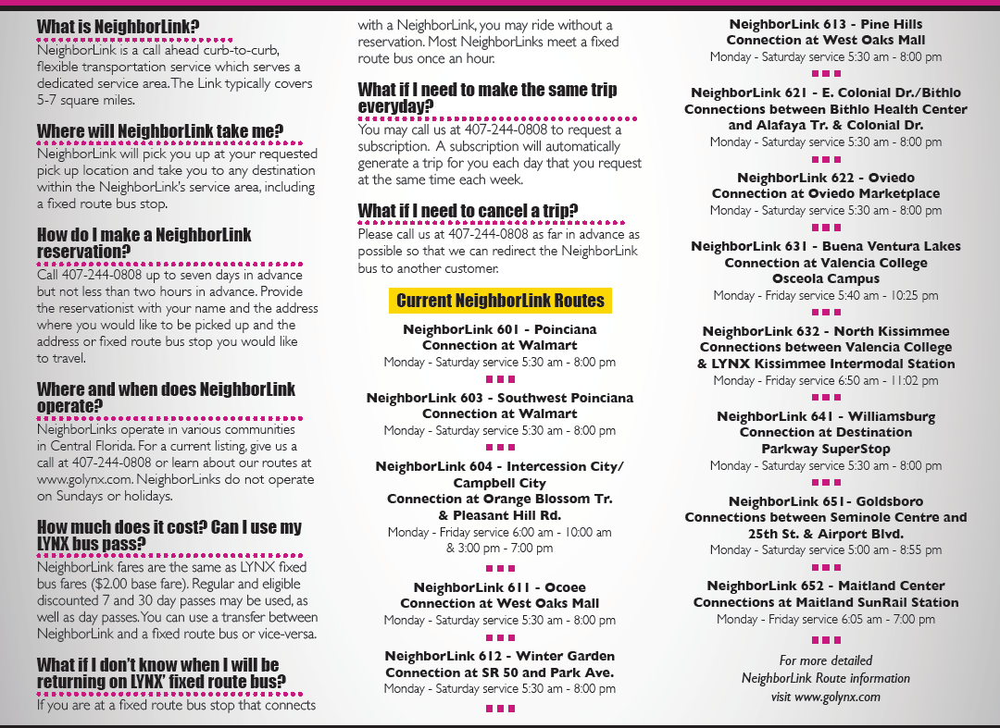 What is NeighborLink?
NeighborLink is a call ahead curb-to-curb,
flexible transportation service which serves a
dedicated service area. The Link typically covers
5-7 square miles.
Where will NeighborLink take me?
NeighborLink will pick you up at your requested
pick up location and take you to any destination
within the NeighborLink's service area, including
a fixed route bus stop.
How do I make a NeighborLink
reservation?
Call 407-244-0808 up to seven days in advance
but not less than two hours in advance. Provide
the reservationist with your name and the address
where you would like to be picked up and the
address or fixed route bus stop you would like
to travel.
Where and when does NeighborLink
operate?
NeighborLinks operate in various communities
in Central Florida. For a current listing, give us a
call at 407-244-0808 or learn about our routes at
www.golynx.com. NeighborLinks do not operate
on Sundays or holidays.
How much does it cost? Can I use my
LYNX bus pass?
NeighborLink fares are the same as LYNX fixed
bus fares ($2.00 base fare). Regular and eligible
discounted 7 and 30 day passes may be used, as
well as day passes. You can use a transfer between
NeighborLink and a fixed route bus or vice-versa.
What if I don't know when I will be
returning on LYNX' fixed route bus?
If you are at a fixed route bus stop that connects
with a NeighborLink, you may ride without a
reservation. Most NeighborLinks meet a fixed
route bus once an hour.
What if I need to make the same trip
everyday?
You may call us at 407-244-0808 to request a
subscription. A subscription will automatically
generate a trip for you each day that you request
at the same time each week.
What if I need to cancel a trip?
Please call us at 407-244-0808 as far in advance as
possible so that we can redirect the NeighborLink
bus to another customer.
Current NeighborLink Routes
NeighborLink 601 - Poinciana
Connection at Walmart
Monday - Saturday service 5:30 am - 8:00 pm
NeighborLink 603 - Southwest Poinciana
Connection at Walmart
Monday - Saturday service 5:30 am - 8:00 pm
NeighborLink 604 - Intercession City/
Campbell City
Connection at Orange Blossom Tr.
& Pleasant Hill Rd.
Monday - Friday service 6:00 am - 10:00 am
& 3:00 pm - 7:00 pm
NeighborLink 611 - Ocoee
Connection at West Oaks Mall
Monday - Saturday service 5:30 am - 8:00 pm
NeighborLink 612 - Winter Garden
Connection at SR 50 and Park Ave.
Monday - Saturday service 5:30 am - 8:00 pm
NeighborLink 613 - Pine Hills
Connection at West Oaks Mall
Monday - Saturday service 5:30 am - 8:00 pm
NeighborLink 621 - E. Colonial Dr./Bithlo
Connections between Bithlo Health Center
and Alafaya Tr. & Colonial Dr.
Monday - Saturday service 5:30 am - 8:00 pm
NeighborLink 622 - Oviedo
Connection at Oviedo Marketplace
Monday - Saturday service 5:30 am - 8:00 pm
NeighborLink 631 - Buena Ventura Lakes
Connection at Valencia College
Osceola Campus
Monday - Friday service 5:40 am - 10:25 pm
NeighborLink 632 - North Kissimmee
Connections between Valencia College
& LYNX Kissimmee Intermodal Station
Monday - Friday service 6:50 am - 11:02 pm
NeighborLink 641 - Williamsburg
Connection at Destination
Parkway SuperStop
Monday - Saturday service 5:30 am - 8:00 pm
NeighborLink 651- Goldsboro
Connections between Seminole Centre and
25th St. & Airport Blvd.
Monday - Saturday service 5:00 am - 8:55 pm
NeighborLink 652 - Maitland Center
Connections at Maitland SunRail Station
Monday - Friday service 6:05 am - 7:00 pm
For more detailed
NeighborLink Route information
visit www.golynx.com